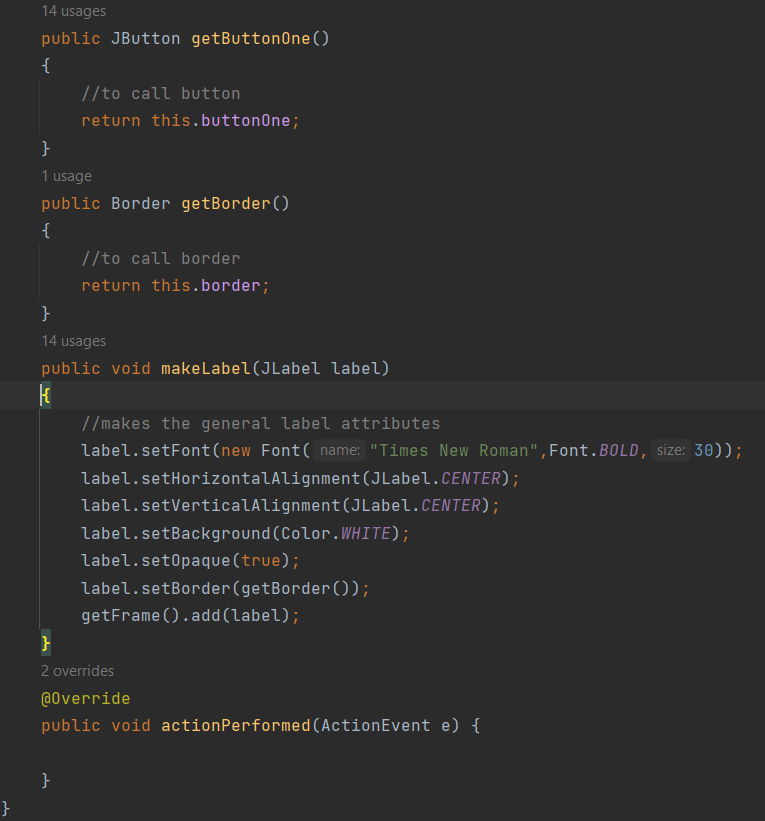 14 usages
public JButton getButtonOne()
{
//to call button
return this.buttonOne;
}
1 usage
public Border getBorder()
{
//to call border
return this.border;
}
14 usages
public void makeLabel(JLabel label)
{
//makes the general label attributes
label.setFont(new Font( name: "Times New Roman",Font.BOLD, size: 30));
label.setHorizontalAlignment(JLabel.CENTER);
label.setVerticalAlignment(JLabel.CENTER);
label.setBackground(Color.WHITE);
label.setOpaque(true);
label.setBorder(getBorder());
getFrame().add(label);
}
2 overrides
@Override
public void actionPerformed(ActionEvent e) {
}
}